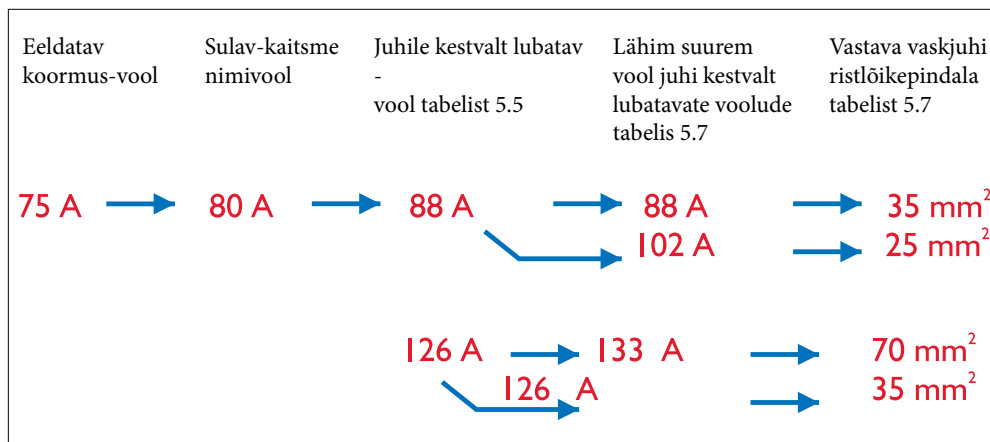 Eeldatav
koormus-vool
Sulav-kaitsme
nimivool
Juhile kestvalt lubatav
-
vool tabelist 5.5
Lähim suurem
vool juhi kestvalt
lubatavate voolude
tabelis 5.7
Vastava vaskjuhi
ristlõikepindala
tabelist 5.7
75 A 80 A 88 A 88 A 35 mm²
102 A 25 mm²
126 A 133 A 70 mm²
126 A 35 mm²